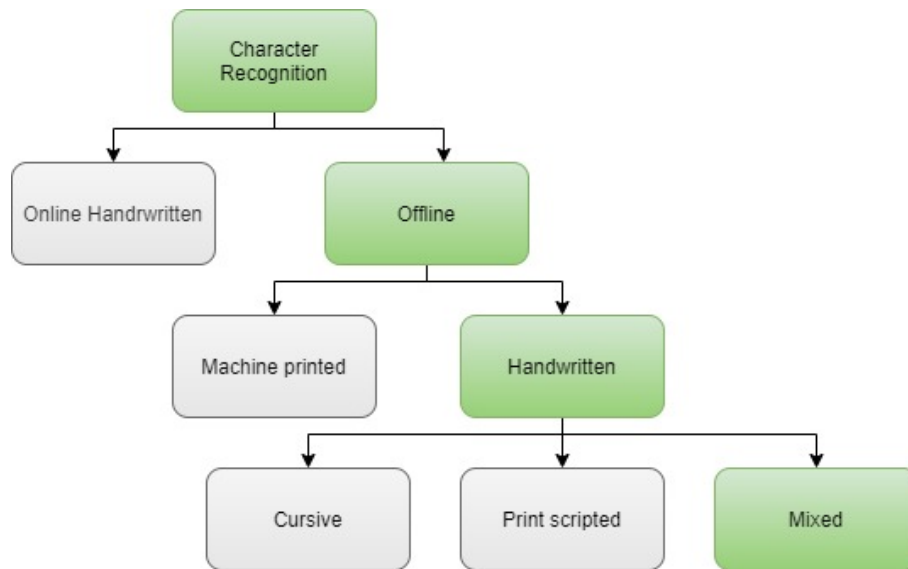 Character
Recognition
Online Handrwritten
Offline
Machine printed
Handwritten
Cursive
Print scripted
Mixed